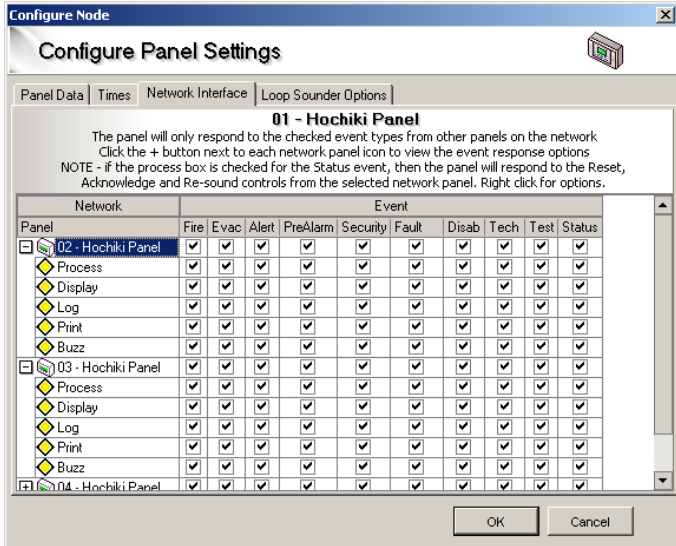 Configure Node
Configure Panel Settings
Panel Data Times Network Interface Loop Sounder Options
01 - Hochiki Panel
The panel will only respond to the checked event types from other panels on the network
Click the + button next to each network panel icon to view the event response options
NOTE - if the process box is checked for the Status event, then the panel will respond to the Reset,
Acknowledge and Re-sound controls from the selected network panel. Right click for options.
Network Event
Panel Fire Evac Alert PreAlarm Security Fault Disab Tech Test Status
02 - Hochiki Panel
Process
Display
Log
Print
Buzz
03 - Hochiki Panel
Process
Display
Log
Print
Buzz
04 - Hochiki Panel
OK Cancel